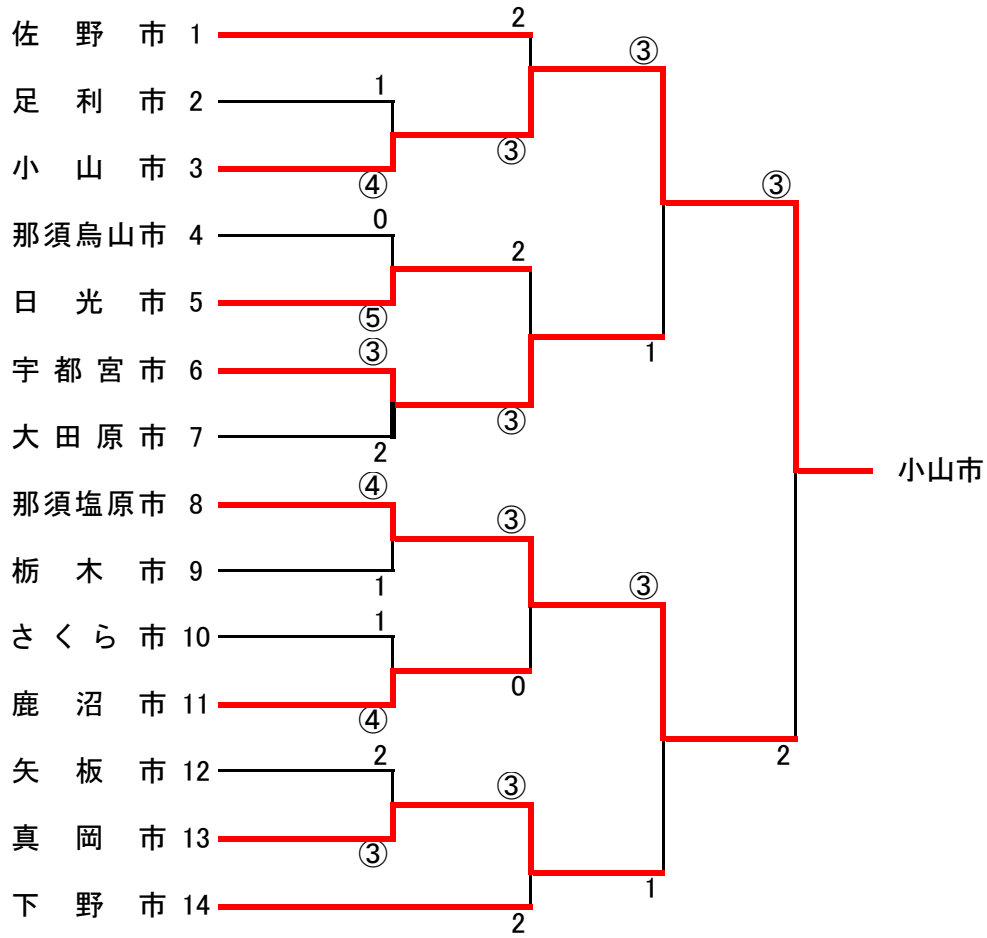 2
佐野市 1
③
1
足利市 2
③
小山市 3
④
③
0
那須烏山市 4
2
日光市 5
⑤
③
1
宇都宮市 6
③
大田原市 7
2
小山市
④
那須塩原市 8
③
栃木市 9
1
③
1
さくら市 10
0
鹿沼市 11
④
2
2
矢板市 12
③
真岡市 13
③
1
下野市 14
2